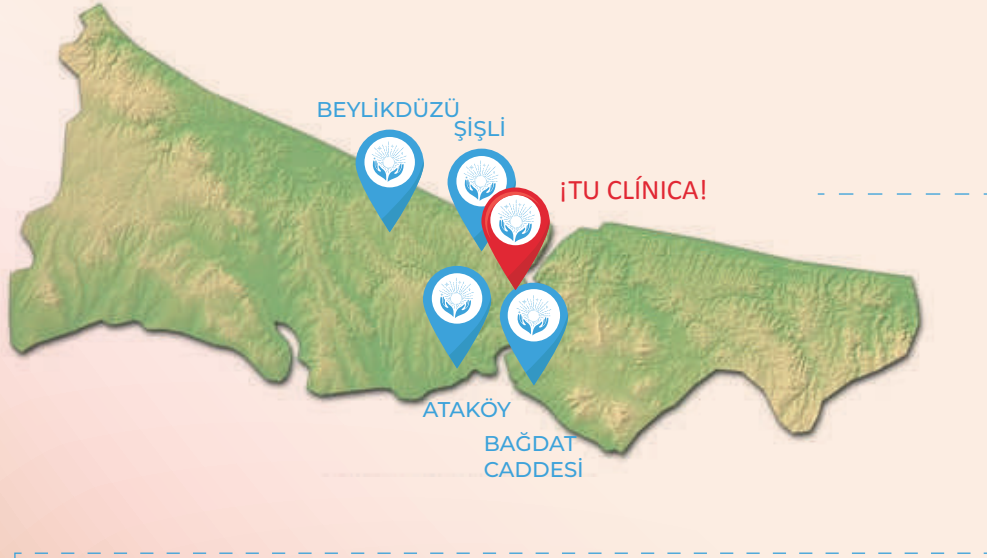 BEYLİKDÜZÜ
ŞİŞLİ
¡TU CLÍNICA!
ATAKÖY
BAĞDAT
CADDESİ